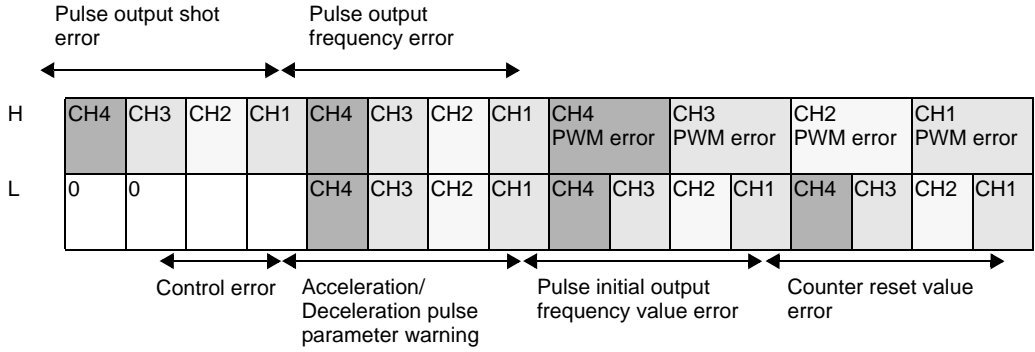 Pulse output shot error
Pulse output frequency error
H CH4 CH3 CH2 CH1 CH4 CH3 CH2 CH1 CH4 PWM error CH3 PWM error CH2 PWM error CH1 PWM error
L 0 0 CH4 CH3 CH2 CH1 CH4 CH3 CH2 CH1 CH4 CH3 CH2 CH1
Control error
Acceleration/
Deceleration pulse
parameter warning
Pulse initial output
frequency value error
Counter reset value
error